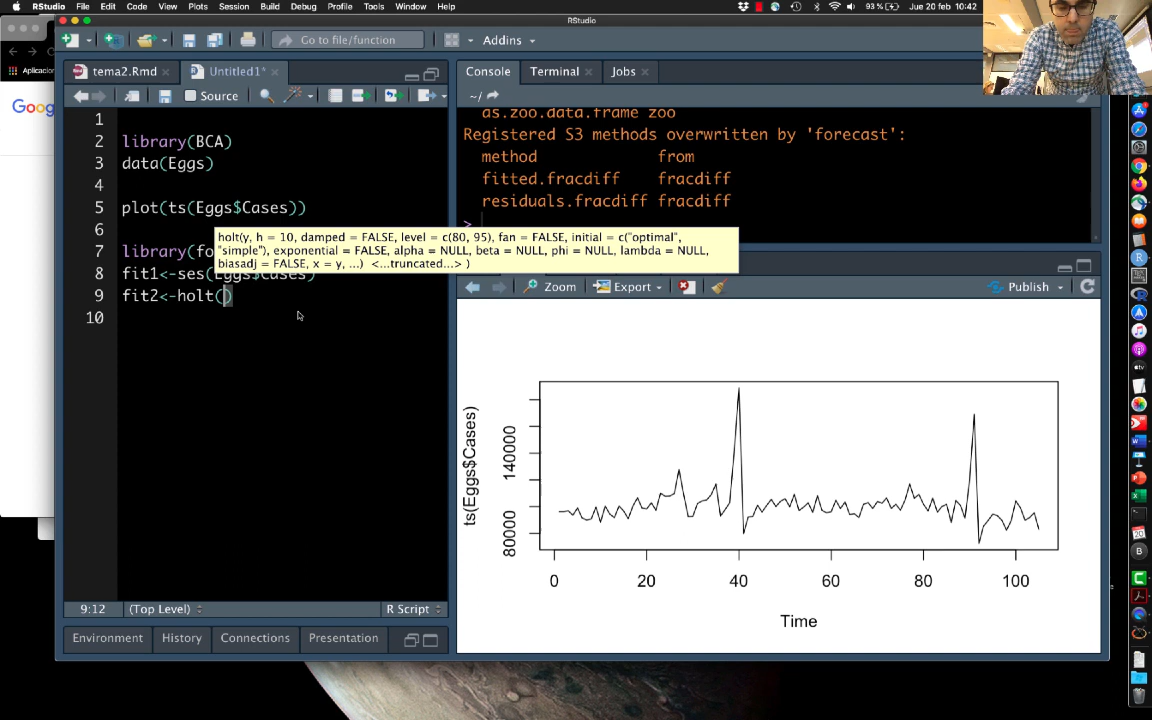 RStudio File Edit Code View Plots Session Build Debug Profile Tools Window Help 93 % Jue 20 feb 10:42
RStudio
Go to file/function Addins
tema2.Rmd Untitled1*
Source
Aplicacion
Goog
1
2 library(BCA)
3 data(Eggs)
4
5 plot(ts(Eggs$Cases))
6
7 library(fo
8 fit1<-ses(Eggs$Cases)
9 fit2<-holt()
10
holt(y, h = 10, damped = FALSE, level = c(80, 95), fan = FALSE, initial = c("optimal",
"simple"), exponential = FALSE, alpha = NULL, beta = NULL, phi = NULL, lambda = NULL,
biasadj = FALSE, x = y, ...) <...truncated...> )
9:12 (Top Level) R Script
Environment History Connections Presentation
Console Terminal Jobs
~/
as.zoo.data.frame zoo
Registered S3 methods overwritten by 'forecast':
method from
fitted.fracdiff fracdiff
residuals.fracdiff fracdiff
>
Zoom Export Publish
ts(Eggs$Cases)
140000
80000
0 20 40 60 80 100
Time